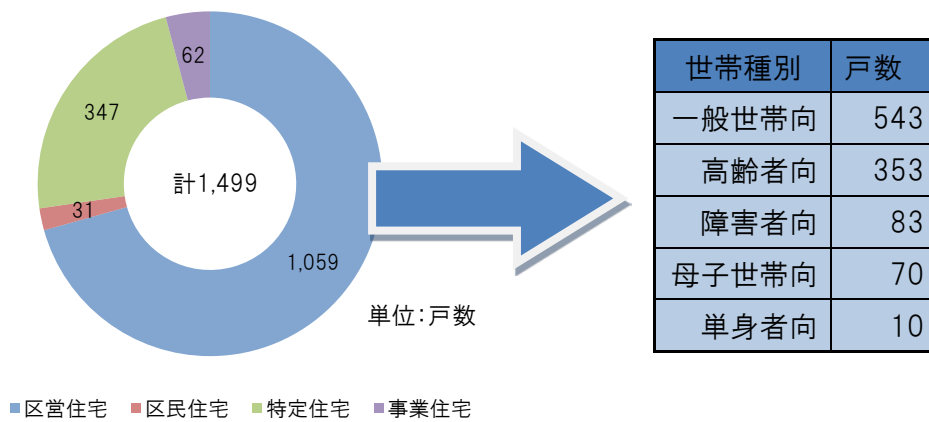 62
347
31
計1,499
1,059
単位:戸数
区営住宅 区民住宅 特定住宅 事業住宅
世帯種別 戸数
一般世帯向 543
高齢者向 353
障害者向 83
母子世帯向 70
単身者向 10